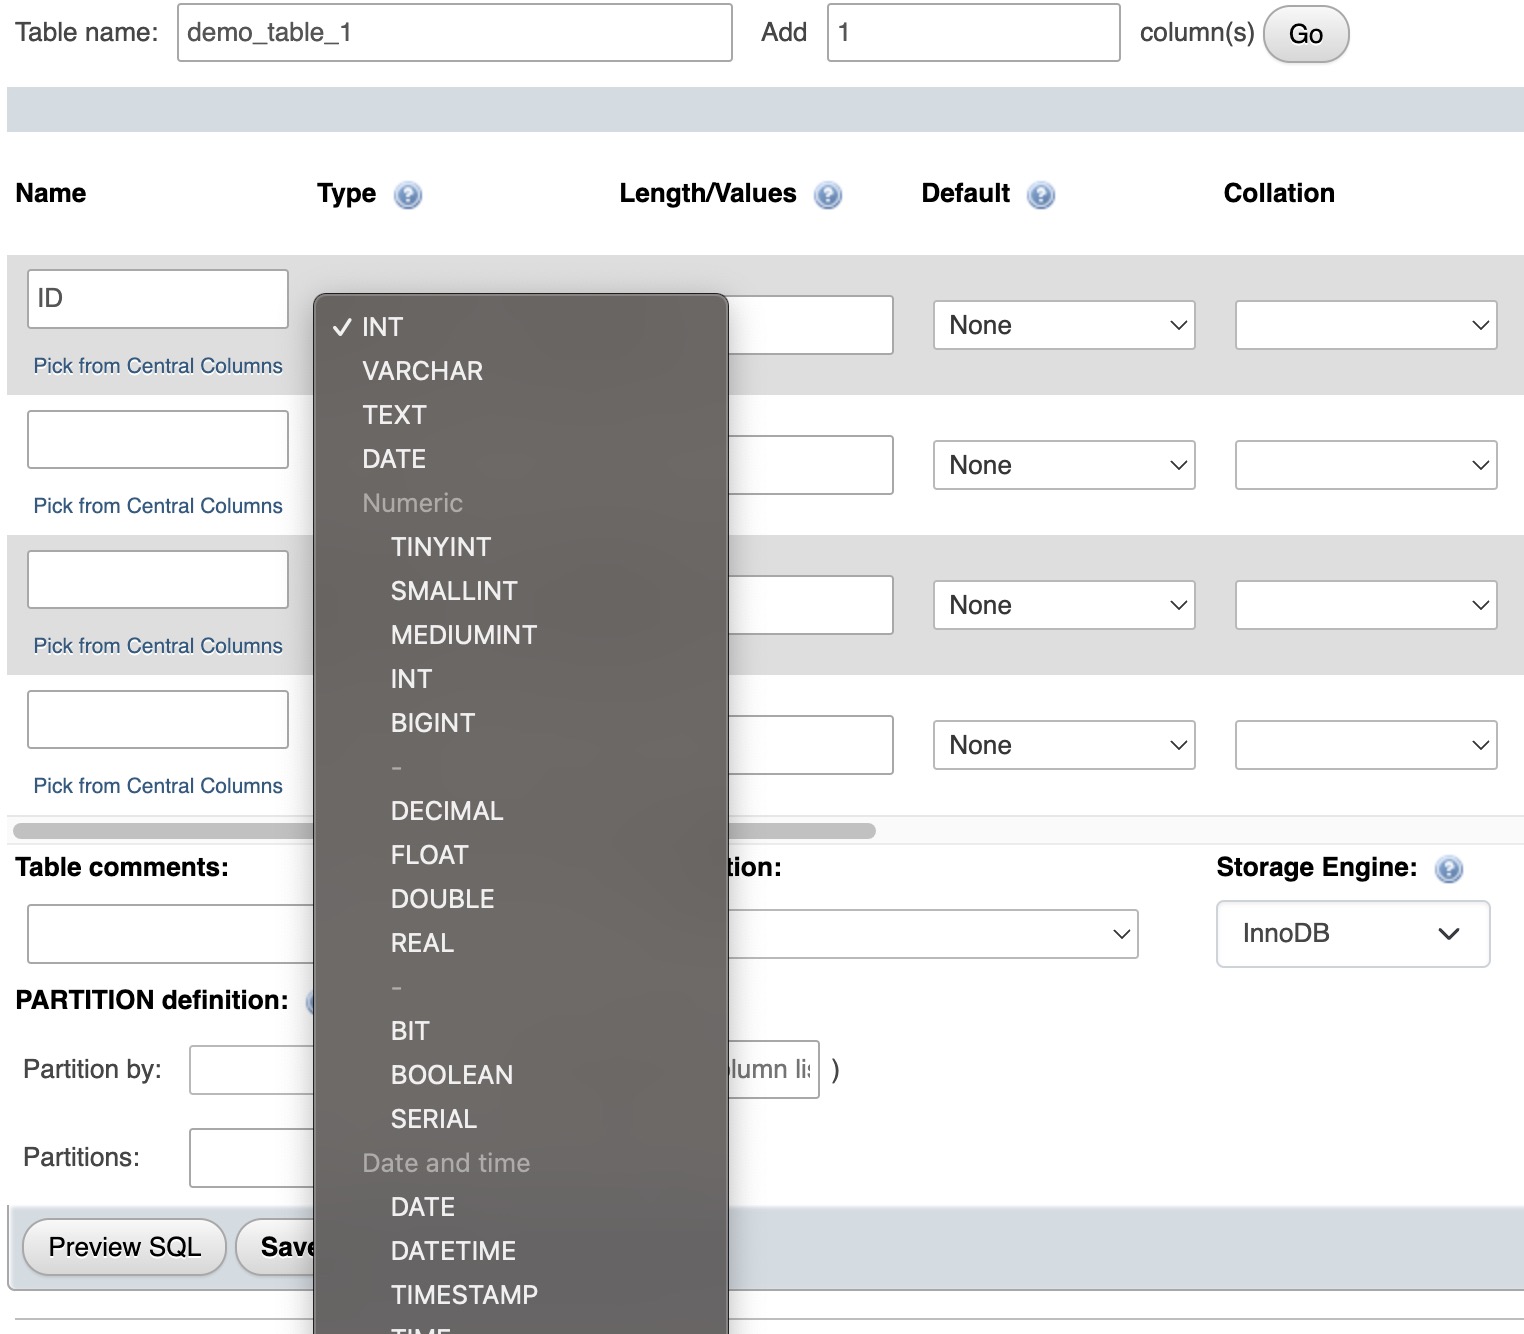 Table name: demo_table_1 Add 1 column(s) Go
Name Type Length/Values Default Collation
ID
✓ INT
None
Pick from Central Columns
VARCHAR
TEXT
DATE
None
Numeric
Pick from Central Columns
TINYINT
SMALLINT
None
MEDIUMINT
Pick from Central Columns
INT
BIGINT
None
-
Pick from Central Columns
DECIMAL
FLOAT
Table comments: tion: Storage Engine:
DOUBLE
REAL
InnoDB
-
PARTITION definition:
BIT
BOOLEAN
Partition by: lumn lis )
SERIAL
Partitions:
Date and time
DATE
DATETIME
Preview SQL Save
TIMESTAMP
TIME